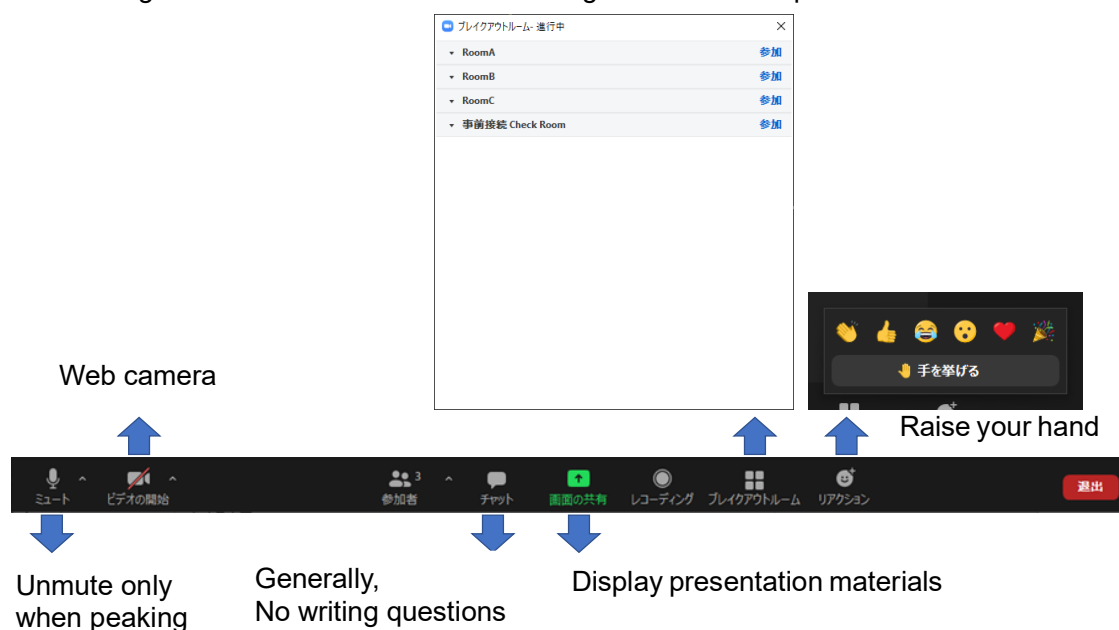 ブレイクアウトルーム- 進行中
RoomA 参加
RoomB 参加
RoomC 参加
事前接続 Check Room 参加
手を挙げる
Web camera
Raise your hand
ミュート ビデオの開始 参加者 3 チャット 画面の共有 レコーディング ブレイクアウトルーム リアクション 退出
Unmute only
when peaking
Generally,
No writing questions
Display presentation materials